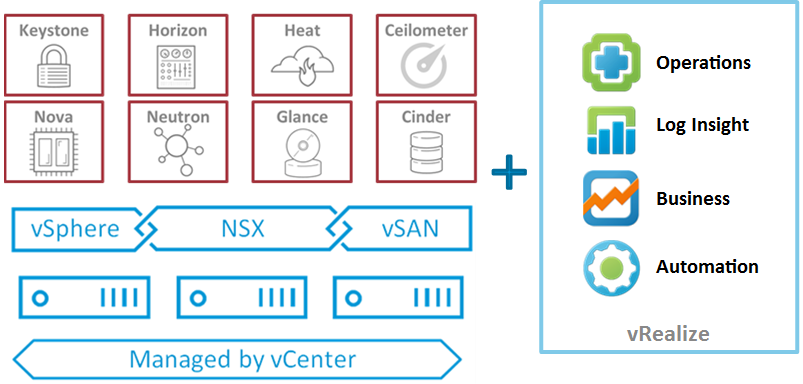 Keystone
Horizon
Heat
Ceilometer
Nova
Neutron
Glance
Cinder
vSphere
NSX
vSAN
Managed by vCenter
Operations
Log Insight
Business
Automation
vRealize